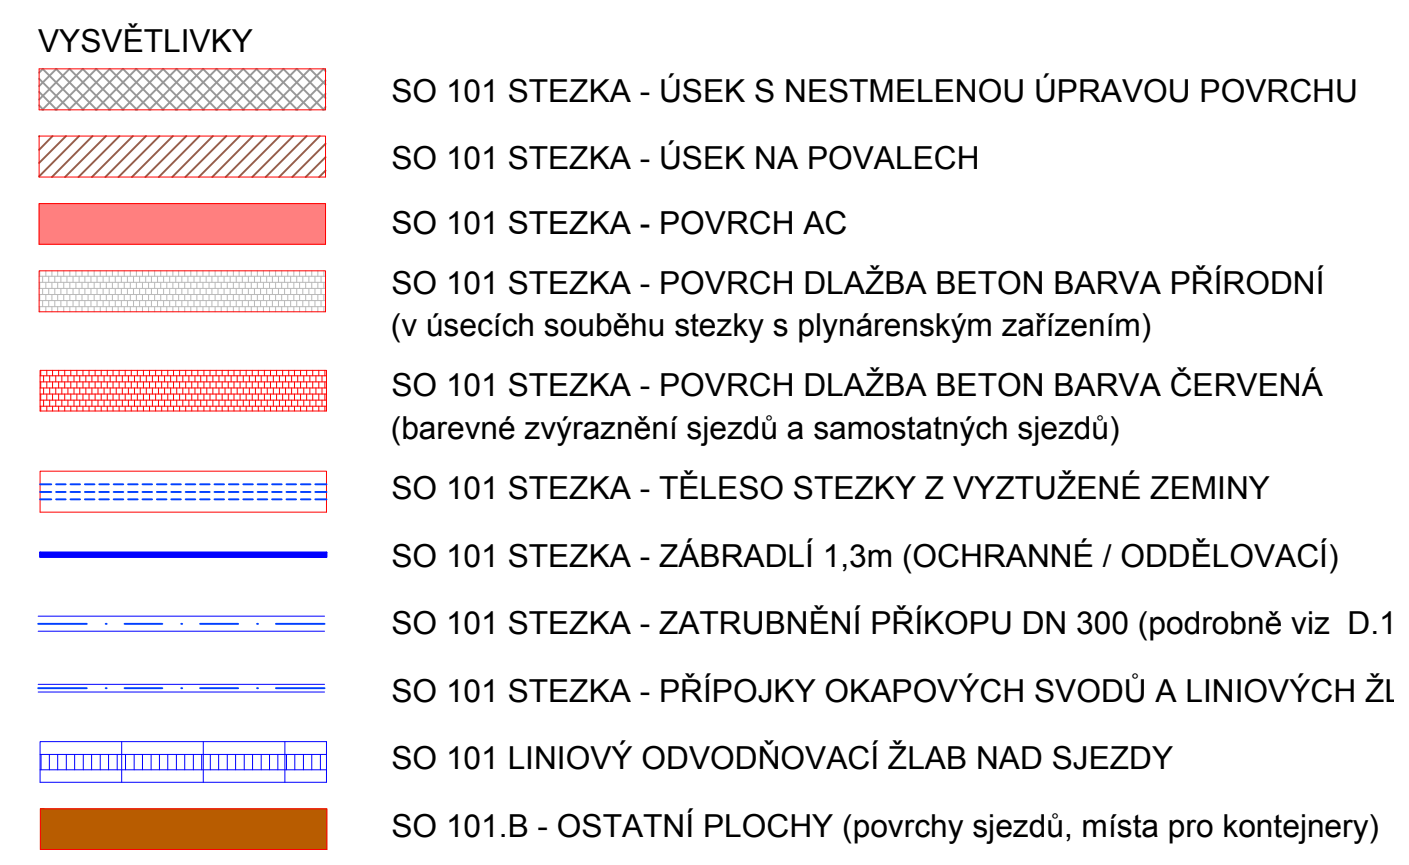 VYSVĚTLIVKY
SO 101 STEZKA - ÚSEK S NESTMELENOU ÚPRAVOU POVRCHU
SO 101 STEZKA - ÚSEK NA POVALECH
SO 101 STEZKA - POVRCH AC
SO 101 STEZKA - POVRCH DLAŽBA BETON BARVA PŘÍRODNÍ
(v úsecích souběhu stezky s plynárenským zařízením)
SO 101 STEZKA - POVRCH DLAŽBA BETON BARVA ČERVENÁ
(barevné zvýraznění sjezdů a samostatných sjezdů)
SO 101 STEZKA - TĚLESO STEZKY Z VYZTUŽENÉ ZEMINY
SO 101 STEZKA - ZÁBRADLÍ 1,3m (OCHRANNÉ / ODDĚLOVACÍ)
SO 101 STEZKA - ZATRUBNĚNÍ PŘÍKOPU DN 300 (podrobně viz D.1
SO 101 STEZKA - PŘÍPOJKY OKAPOVÝCH SVODŮ A LINIOVÝCH
SO 101 LINIOVÝ ODVODŇOVACÍ ŽLAB NAD SJEZDY
SO 101.B - OSTATNÍ PLOCHY (povrchy sjezdů, místa pro kontejnery)